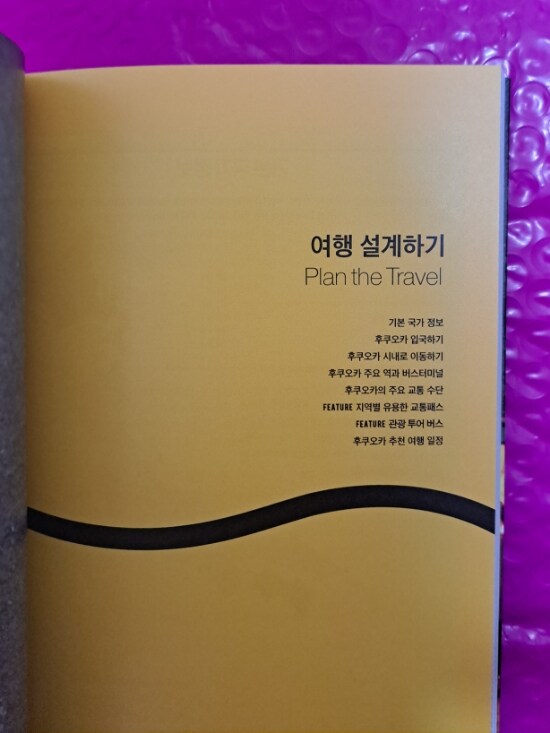 여행 설계하기
Plan the Travel
기본 국가 정보
후쿠오카 입국하기
후쿠오카 시내로 이동하기
후쿠오카 주요 역과 버스터미널
후쿠오카의 주요 교통 수단
FEATURE 지역별 유용한 교통패스
FEATURE 관광 투어 버스
후쿠오카 추천 여행 일정